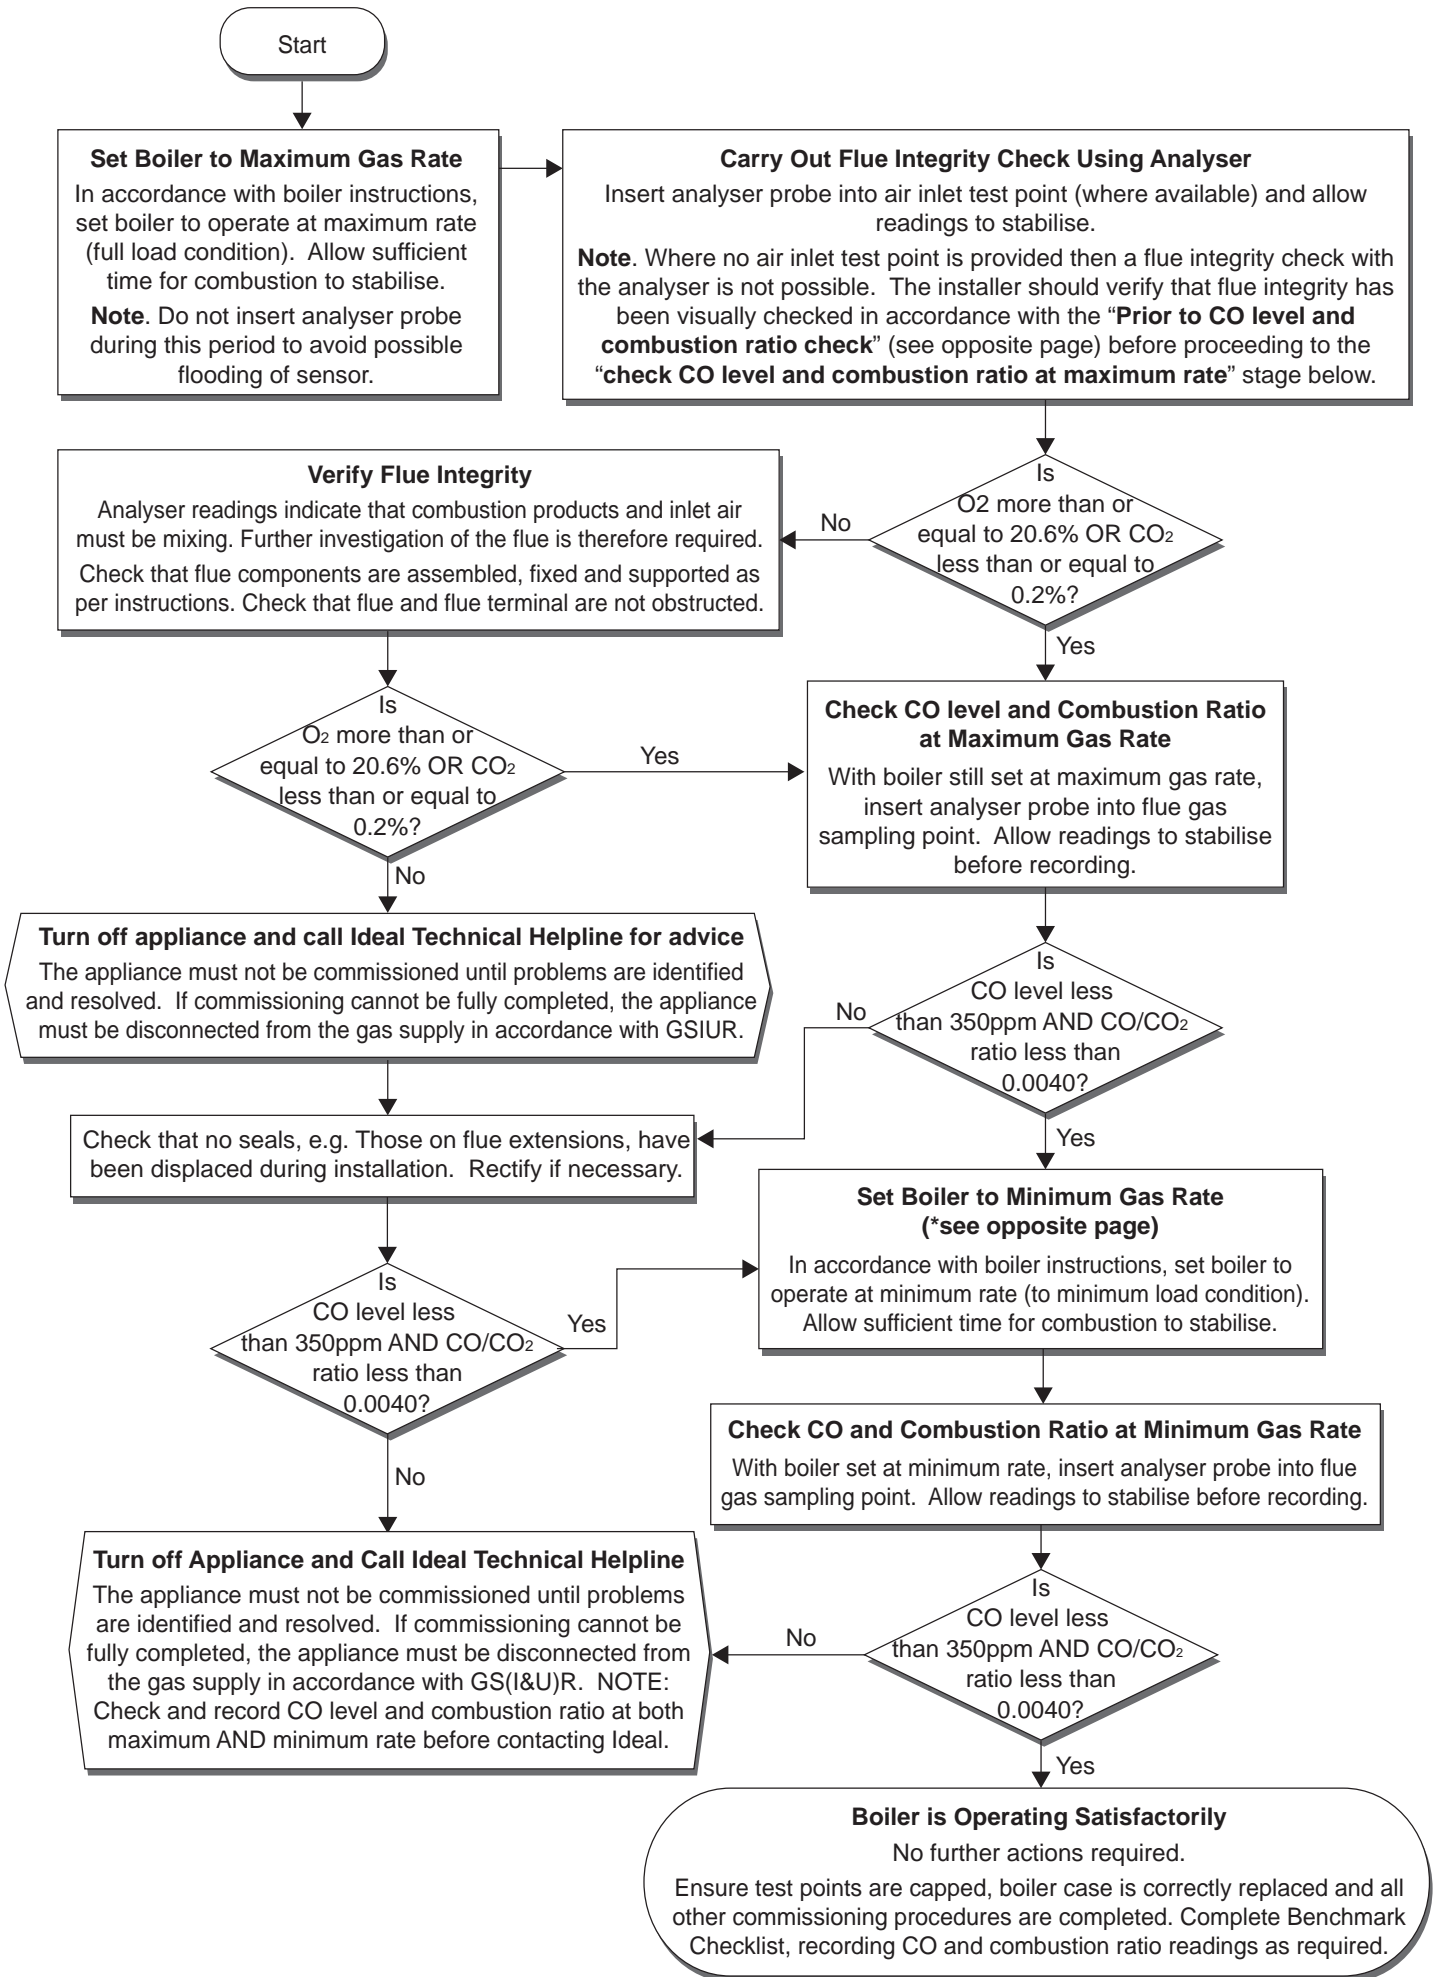 Start
Set Boiler to Maximum Gas Rate
In accordance with boiler instructions,
set boiler to operate at maximum rate
(full load condition). Allow sufficient
time for combustion to stabilise.
Note. Do not insert analyser probe
during this period to avoid possible
flooding of sensor.
Carry Out Flue Integrity Check Using Analyser
Insert analyser probe into air inlet test point (where available) and allow
readings to stabilise.
Note. Where no air inlet test point is provided then a flue integrity check with
the analyser is not possible. The installer should verify that flue integrity has
been visually checked in accordance with the “Prior to CO level and
combustion ratio check” (see opposite page) before proceeding to the
“check CO level and combustion ratio at maximum rate” stage below.
Is
O2 more than or
equal to 20.6% OR CO2
less than or equal to
0.2%?
No
Yes
Verify Flue Integrity
Analyser readings indicate that combustion products and inlet air
must be mixing. Further investigation of the flue is therefore required.
Check that flue components are assembled, fixed and supported as
per instructions. Check that flue and flue terminal are not obstructed.
Is
O2 more than or
equal to 20.6% OR CO2
less than or equal to
0.2%?
Yes
No
Check CO level and Combustion Ratio
at Maximum Gas Rate
With boiler still set at maximum gas rate,
insert analyser probe into flue gas
sampling point. Allow readings to stabilise
before recording.
Turn off appliance and call Ideal Technical Helpline for advice
The appliance must not be commissioned until problems are identified
and resolved. If commissioning cannot be fully completed, the appliance
must be disconnected from the gas supply in accordance with GSIUR.
Is
CO level less
than 350ppm AND CO/CO2
ratio less than
0.0040?
No
Yes
Check that no seals, e.g. Those on flue extensions, have
been displaced during installation. Rectify if necessary.
Set Boiler to Minimum Gas Rate
(*see opposite page)
In accordance with boiler instructions, set boiler to
operate at minimum rate (to minimum load condition).
Allow sufficient time for combustion to stabilise.
Is
CO level less
than 350ppm AND CO/CO2
ratio less than
0.0040?
Yes
No
Check CO and Combustion Ratio at Minimum Gas Rate
With boiler set at minimum rate, insert analyser probe into flue
gas sampling point. Allow readings to stabilise before recording.
Turn off Appliance and Call Ideal Technical Helpline
The appliance must not be commissioned until problems
are identified and resolved. If commissioning cannot be
fully completed, the appliance must be disconnected from
the gas supply in accordance with GS(I&U)R. NOTE:
Check and record CO level and combustion ratio at both
maximum AND minimum rate before contacting Ideal.
Is
CO level less
than 350ppm AND CO/CO2
ratio less than
0.0040?
No
Yes
Boiler is Operating Satisfactorily
No further actions required.
Ensure test points are capped, boiler case is correctly replaced and all
other commissioning procedures are completed. Complete Benchmark
Checklist, recording CO and combustion ratio readings as required.